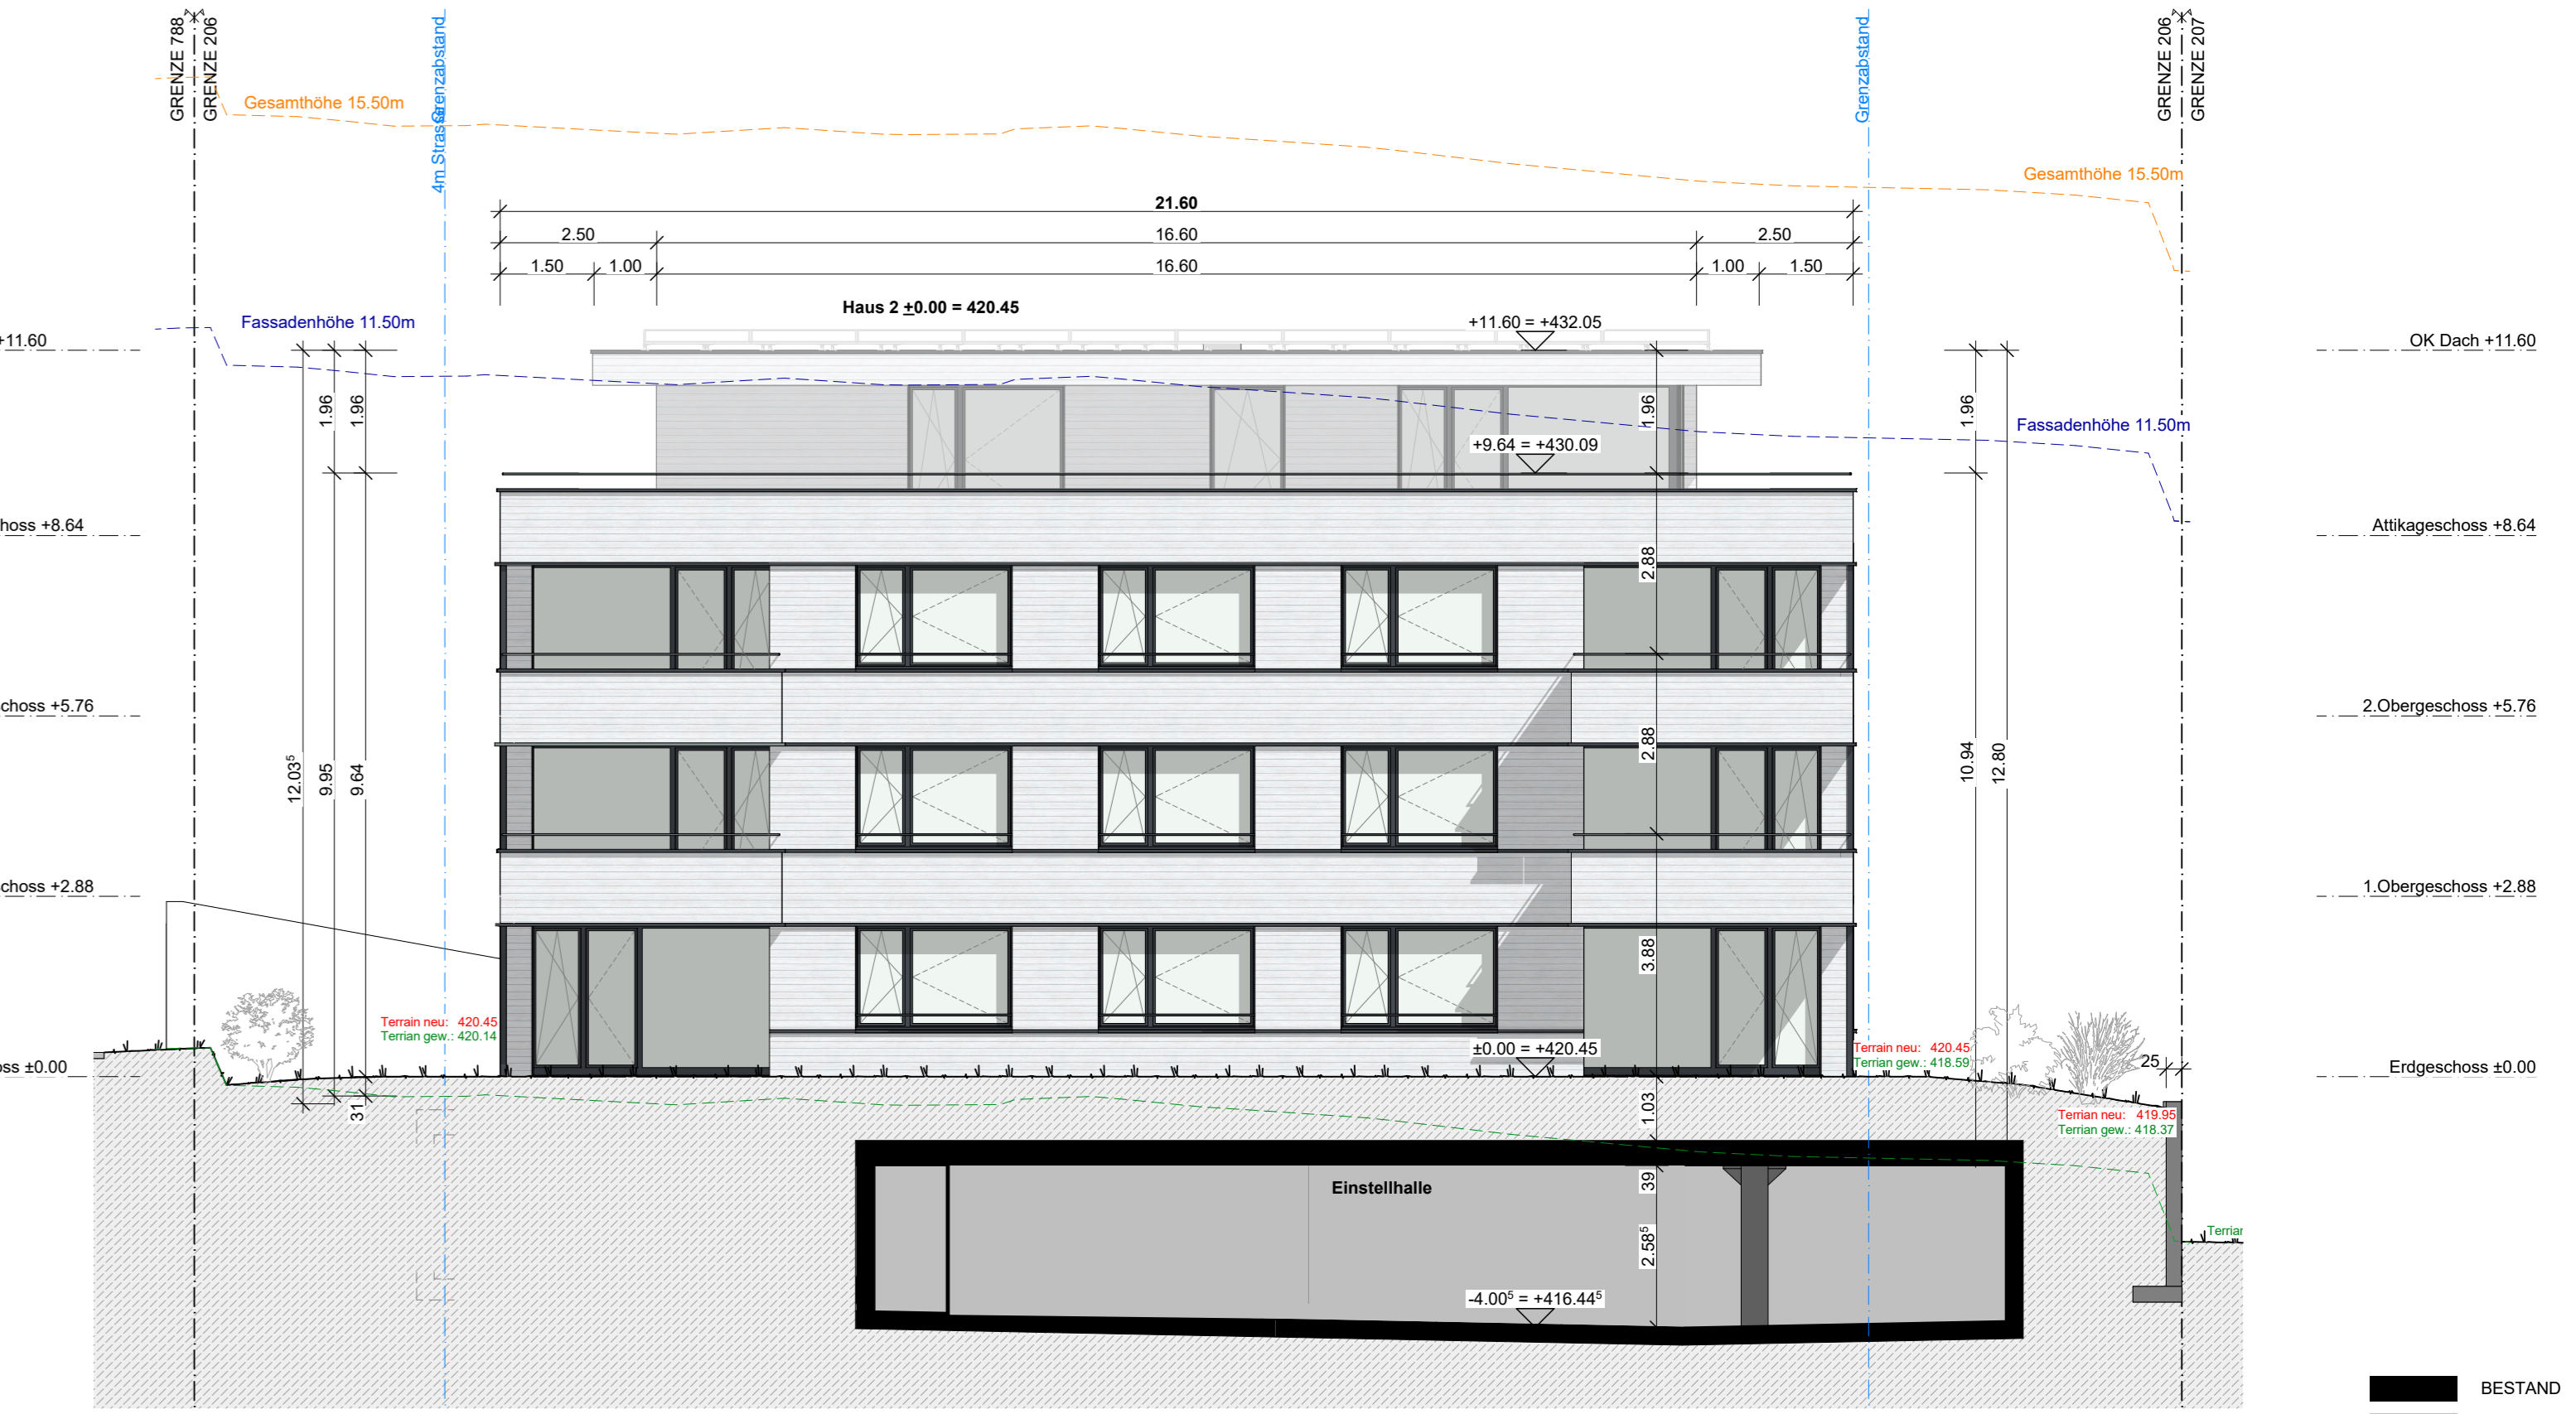 GRENZE 788
GRENZE 206
4m Strasse
Grenzabstand
Grenzabstand
GRENZE 206
GRENZE 207
Gesamthöhe 15.50m
Gesamthöhe 15.50m
21.60
2.50
16.60
2.50
1.50
1.00
16.60
1.00
1.50
Haus 2 ±0.00 = 420.45
Fassadenhöhe 11.50m
+11.60 = +432.05
+11.60
OK Dach +11.60
1.96
1.96
1.96
1.96
Fassadenhöhe 11.50m
+9.64 = +430.09
hoss +8.64
Attikageschoss +8.64
2.88
choss +5.76
2.Obergeschoss +5.76
12.03⁵
9.95
9.64
2.88
10.94
12.80
choss +2.88
1.Obergeschoss +2.88
3.88
Terrain neu: 420.45
Terrian gew.: 420.14
±0.00 = +420.45
Terrain neu: 420.45
Terrian gew.: 418.59
25
oss ±0.00
Erdgeschoss ±0.00
31
1.03
Terrian neu: 419.95
Terrian gew.: 418.37
Einstellhalle
39
2.58⁵
Terrian
-4.00⁵ = +416.44⁵
BESTAND